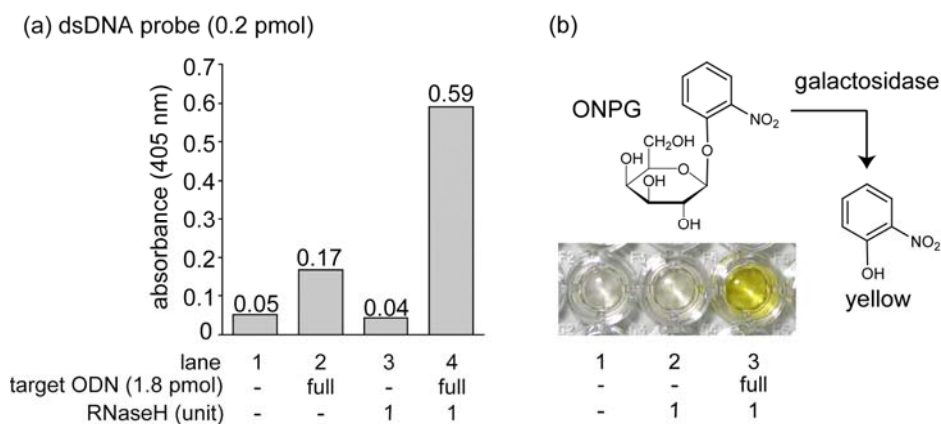 (a) dsDNA probe (0.2 pmol)
absorbance (405 nm)
0.7
0.6
0.5
0.4
0.3
0.2
0.1
0
0.05
0.17
0.04
0.59
lane 1 2 3 4
target ODN (1.8 pmol) - full - full
RNaseH (unit) - - 1 1
(b)
ONPG
NO₂
O
CH₂OH
OH
O
OH
OH
galactosidase
NO₂
OH
yellow
1 2 3
- - full
- 1 1